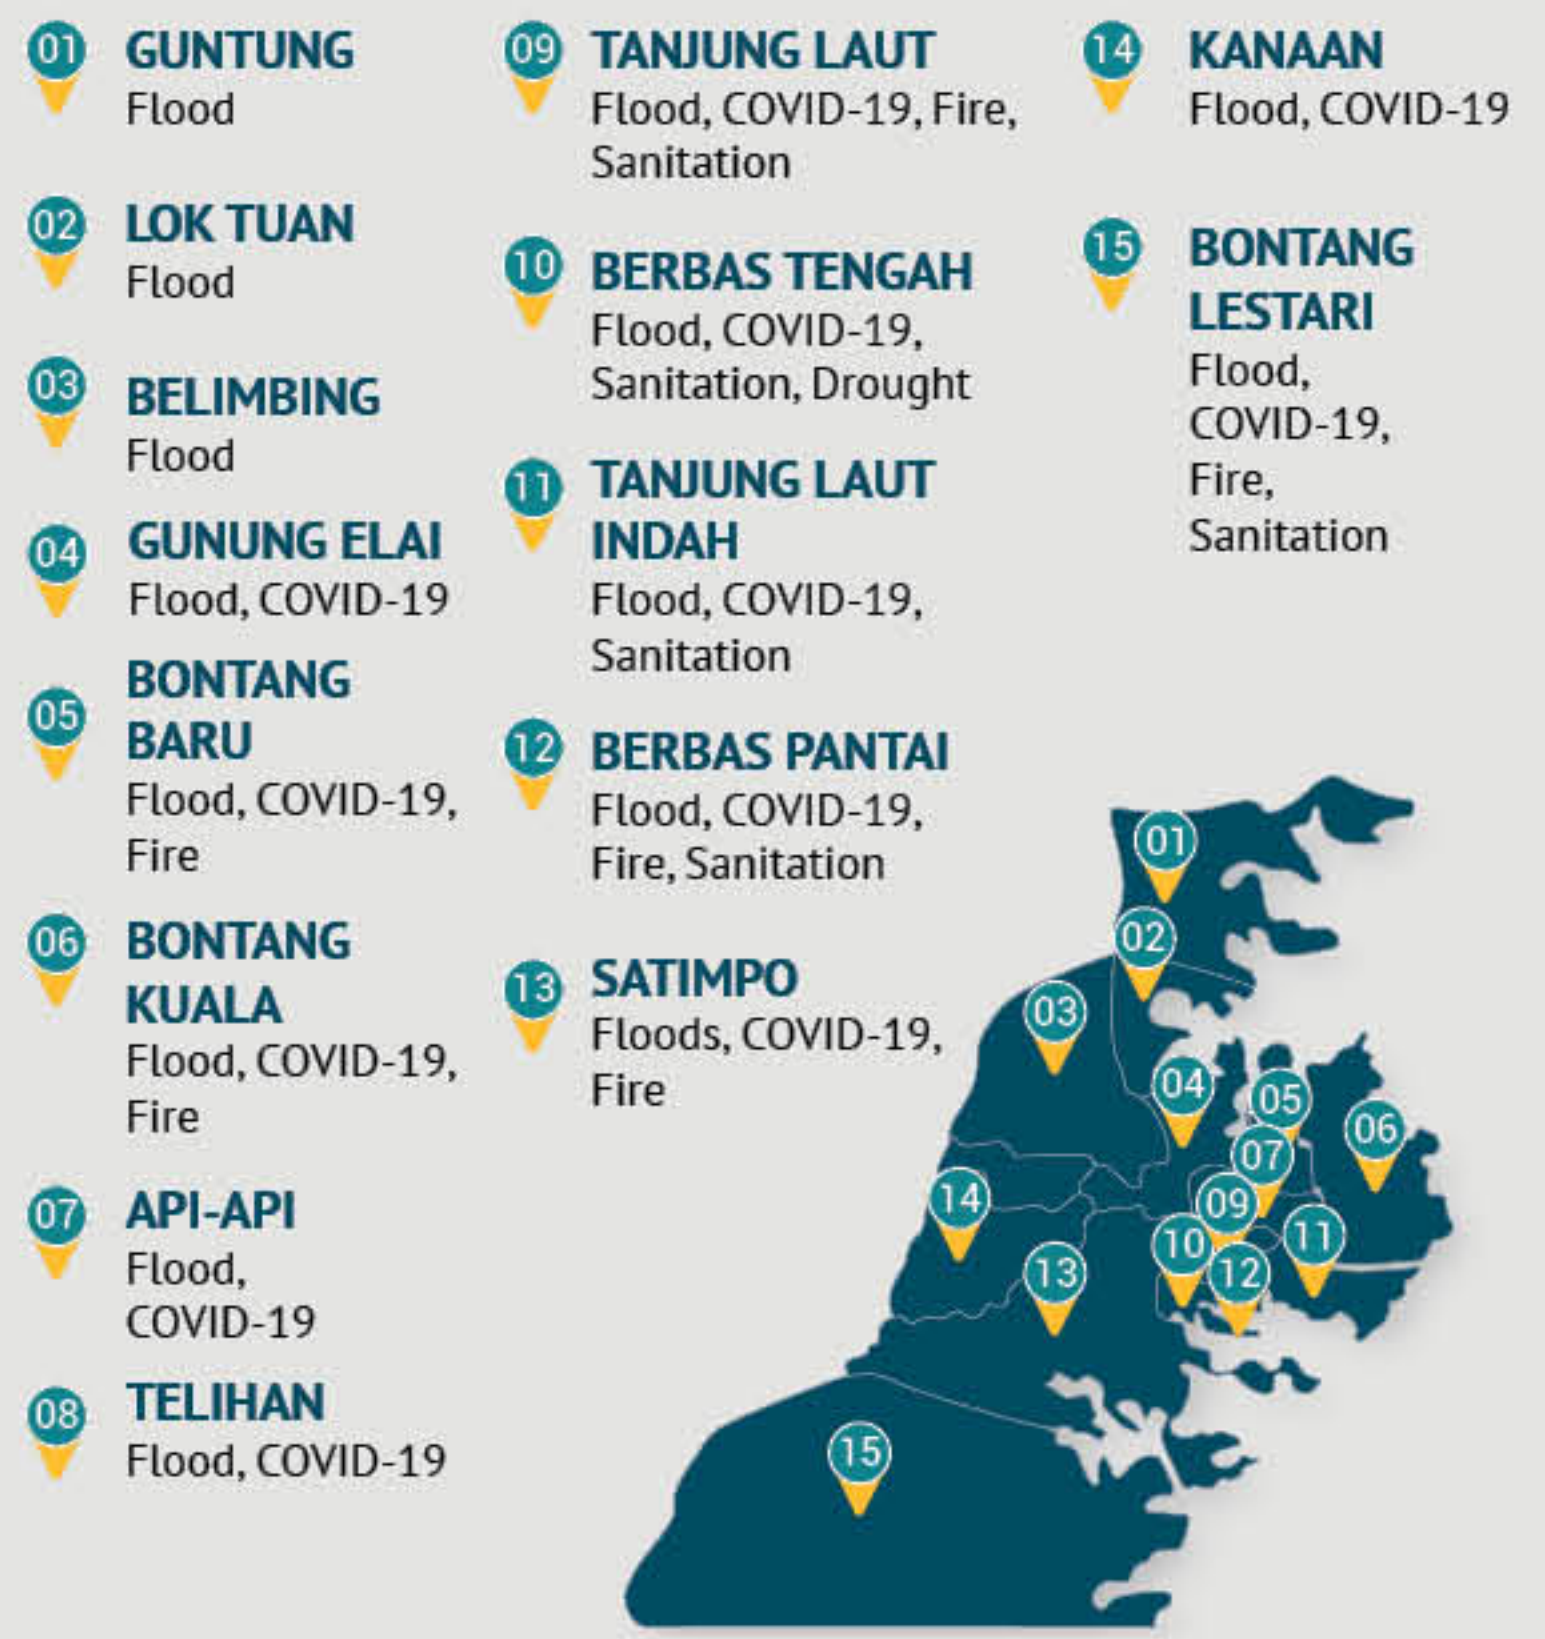 01 GUNTUNG
Flood
02 LOK TUAN
Flood
03 BELIMBING
Flood
04 GUNUNG ELAI
Flood, COVID-19
05 BONTANG
BARU
Flood, COVID-19,
Fire
06 BONTANG
KUALA
Flood, COVID-19,
Fire
07 API-API
Flood,
COVID-19
08 TELIHAN
Flood, COVID-19
09 TANJUNG LAUT
Flood, COVID-19, Fire,
Sanitation
10 BERBAS TENGAH
Flood, COVID-19,
Sanitation, Drought
11 TANJUNG LAUT
INDAH
Flood, COVID-19,
Sanitation
12 BERBAS PANTAI
Flood, COVID-19,
Fire, Sanitation
13 SATIMPO
Floods, COVID-19,
Fire
14 KANAAN
Flood, COVID-19
15 BONTANG
LESTARI
Flood,
COVID-19,
Fire,
Sanitation
01
02
03
04
05
06
07
14
09
10
11
13
12
15